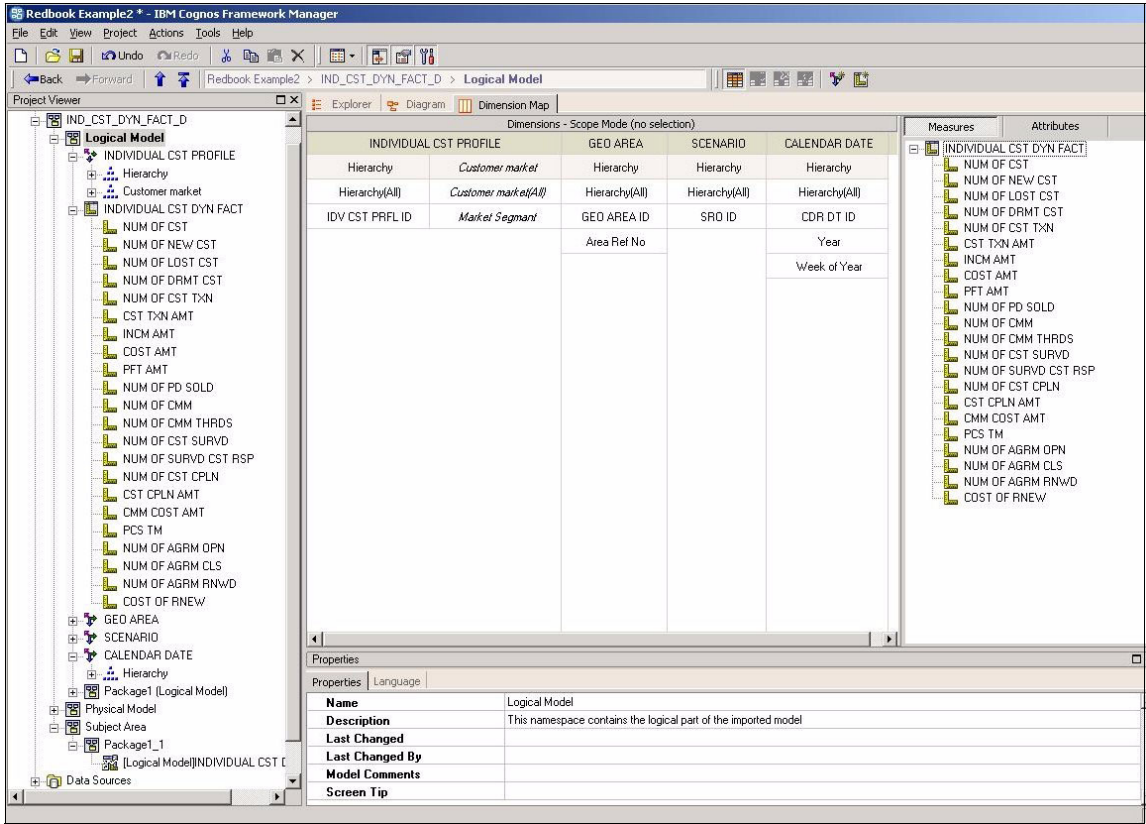 Redbook Example2 * - IBM Cognos Framework Manager
File Edit View Project Actions Tools Help
Undo Redo
Back Forward Redbook Example2 > IND_CST_DYN_FACT_D > Logical Model
Project Viewer
IND_CST_DYN_FACT_D
Logical Model
INDIVIDUAL CST PROFILE
Hierarchy
Customer market
INDIVIDUAL CST DYN FACT
NUM OF CST
NUM OF NEW CST
NUM OF LOST CST
NUM OF DRMT CST
NUM OF CST TXN
CST TXN AMT
INCM AMT
COST AMT
PFT AMT
NUM OF PD SOLD
NUM OF CMM
NUM OF CMM THRDS
NUM OF CST SURVD
NUM OF SURVD CST RSP
NUM OF CST CPLN
CST CPLN AMT
CMM COST AMT
PCS TM
NUM OF AGRM OPN
NUM OF AGRM CLS
NUM OF AGRM RNWD
COST OF RNEW
GEO AREA
SCENARIO
CALENDAR DATE
Hierarchy
Package1 (Logical Model)
Physical Model
Subject Area
Package1_1
[Logical Model]INDIVIDUAL CST D
Data Sources
Explorer Diagram Dimension Map
Dimensions - Scope Mode (no selection)
INDIVIDUAL CST PROFILE GEO AREA SCENARIO CALENDAR DATE
Hierarchy Customer market Hierarchy Hierarchy Hierarchy
Hierarchy(All) Customer market(All) Hierarchy(All) Hierarchy(All) Hierarchy(All)
IDV CST PRFL ID Market Segmant GEO AREA ID SRO ID CDR DT ID
Area Ref No Year
Week of Year
Measures Attributes
INDIVIDUAL CST DYN FACT
NUM OF CST
NUM OF NEW CST
NUM OF LOST CST
NUM OF DRMT CST
NUM OF CST TXN
CST TXN AMT
INCM AMT
COST AMT
PFT AMT
NUM OF PD SOLD
NUM OF CMM
NUM OF CMM THRDS
NUM OF CST SURVD
NUM OF SURVD CST RSP
NUM OF CST CPLN
CST CPLN AMT
CMM COST AMT
PCS TM
NUM OF AGRM OPN
NUM OF AGRM CLS
NUM OF AGRM RNWD
COST OF RNEW
Properties
Properties Language
Name Logical Model
Description This namespace contains the logical part of the imported model
Last Changed
Last Changed By
Model Comments
Screen Tip